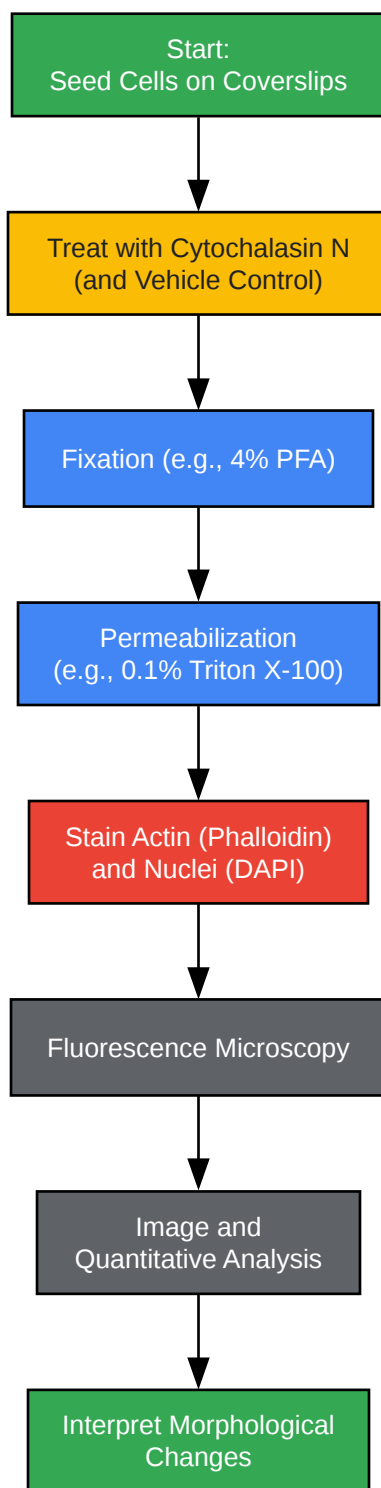 Start:
Seed Cells on Coverslips
Treat with Cytochalasin N
(and Vehicle Control)
Fixation (e.g., 4% PFA)
Permeabilization
(e.g., 0.1% Triton X-100)
Stain Actin (Phalloidin)
and Nuclei (DAPI)
Fluorescence Microscopy
Image and
Quantitative Analysis
Interpret Morphological
Changes